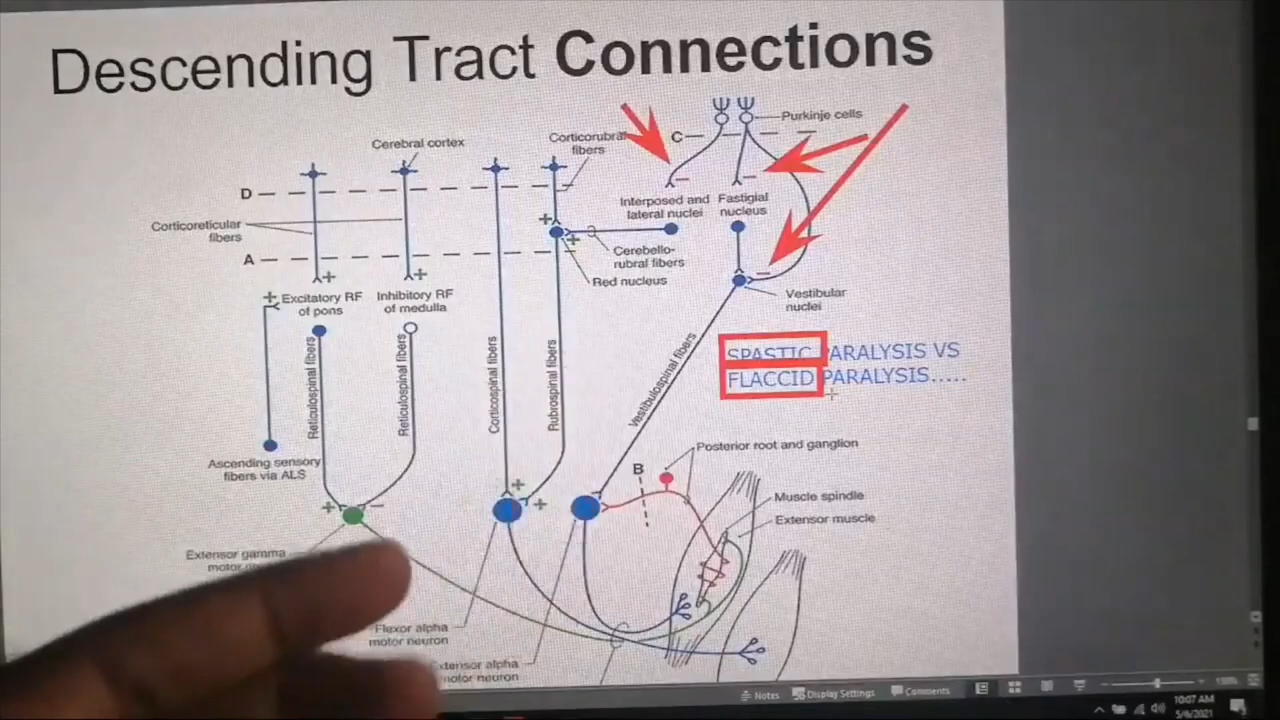 Descending Tract Connections
Purkinje cells
C
Cerebral cortex
Corticorubral
fibers
D
Interposed and
lateral nuclei
Fastigial
nucleus
Corticoreticular
fibers
Cerebello-
rubral fibers
A
Red nucleus
Excitatory RF
of pons
Inhibitory RF
of medulla
Vestibular
nuclei
Reticulospinal fibers
Reticulospinal fibers
Corticospinal fibers
Rubrospinal fibers
Vestibulospinal fibers
SPASTIC PARALYSIS VS
FLACCID PARALYSIS.....
Ascending sensory
fibers via ALS
Posterior root and ganglion
B
Muscle spindle
Extensor muscle
Extensor gamma
Flexor alpha
motor neuron
Extensor alpha
motor neuron
Notes
Display Settings
Comments
10:07 AM